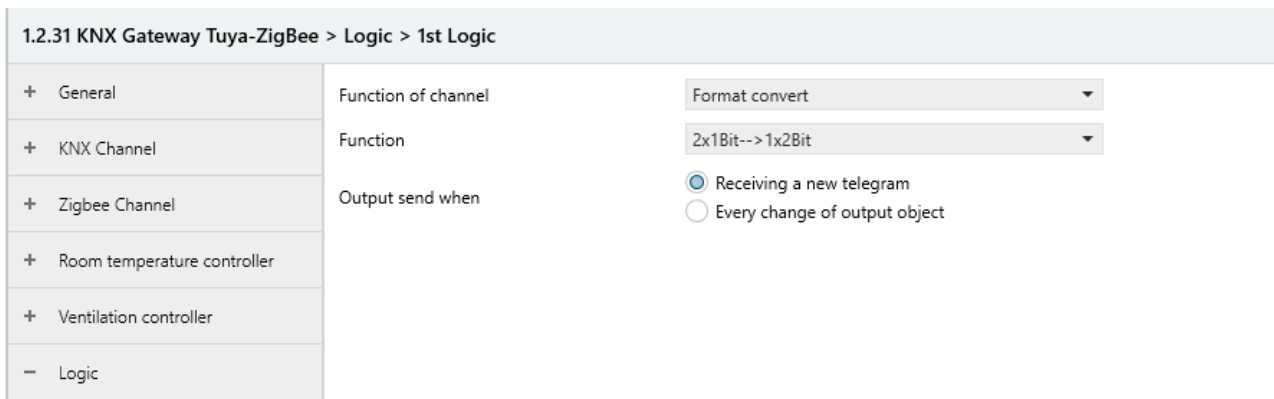 1.2.31 KNX Gateway Tuya-ZigBee > Logic > 1st Logic
+ General
+ KNX Channel
+ Zigbee Channel
+ Room temperature controller
+ Ventilation controller
- Logic
Function of channel Format convert
Function 2x1Bit-->1x2Bit
Output send when
Receiving a new telegram
Every change of output object